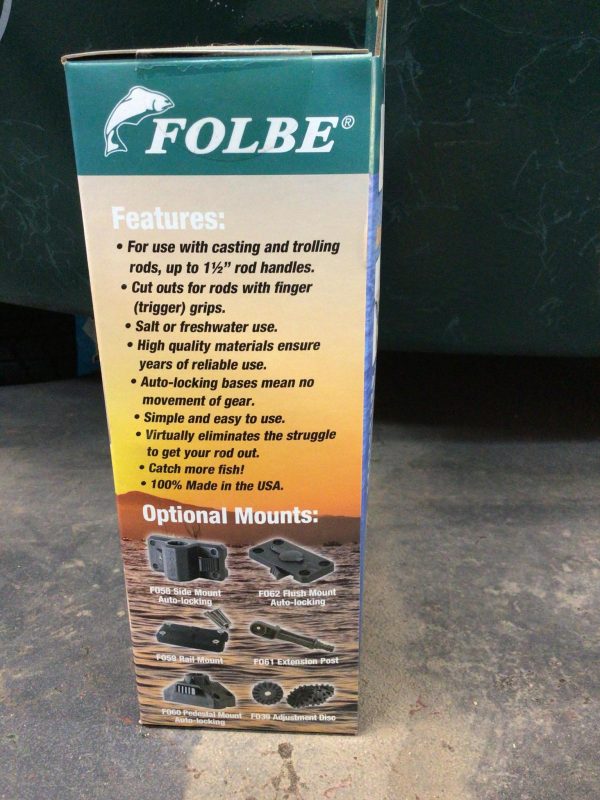 FOLBE®
Features:
• For use with casting and trolling
rods, up to 1½” rod handles.
• Cut outs for rods with finger
(trigger) grips.
• Salt or freshwater use.
• High quality materials ensure
years of reliable use.
• Auto-locking bases mean no
movement of gear.
• Simple and easy to use.
• Virtually eliminates the struggle
to get your rod out.
• Catch more fish!
• 100% Made in the USA.
Optional Mounts:
F056 Side Mount
Auto-locking
F062 Flush Mount
Auto-locking
F058 Rail Mount
F061 Extension Post
F060 Pedestal Mount
Auto-locking
F039 Adjustment Disc